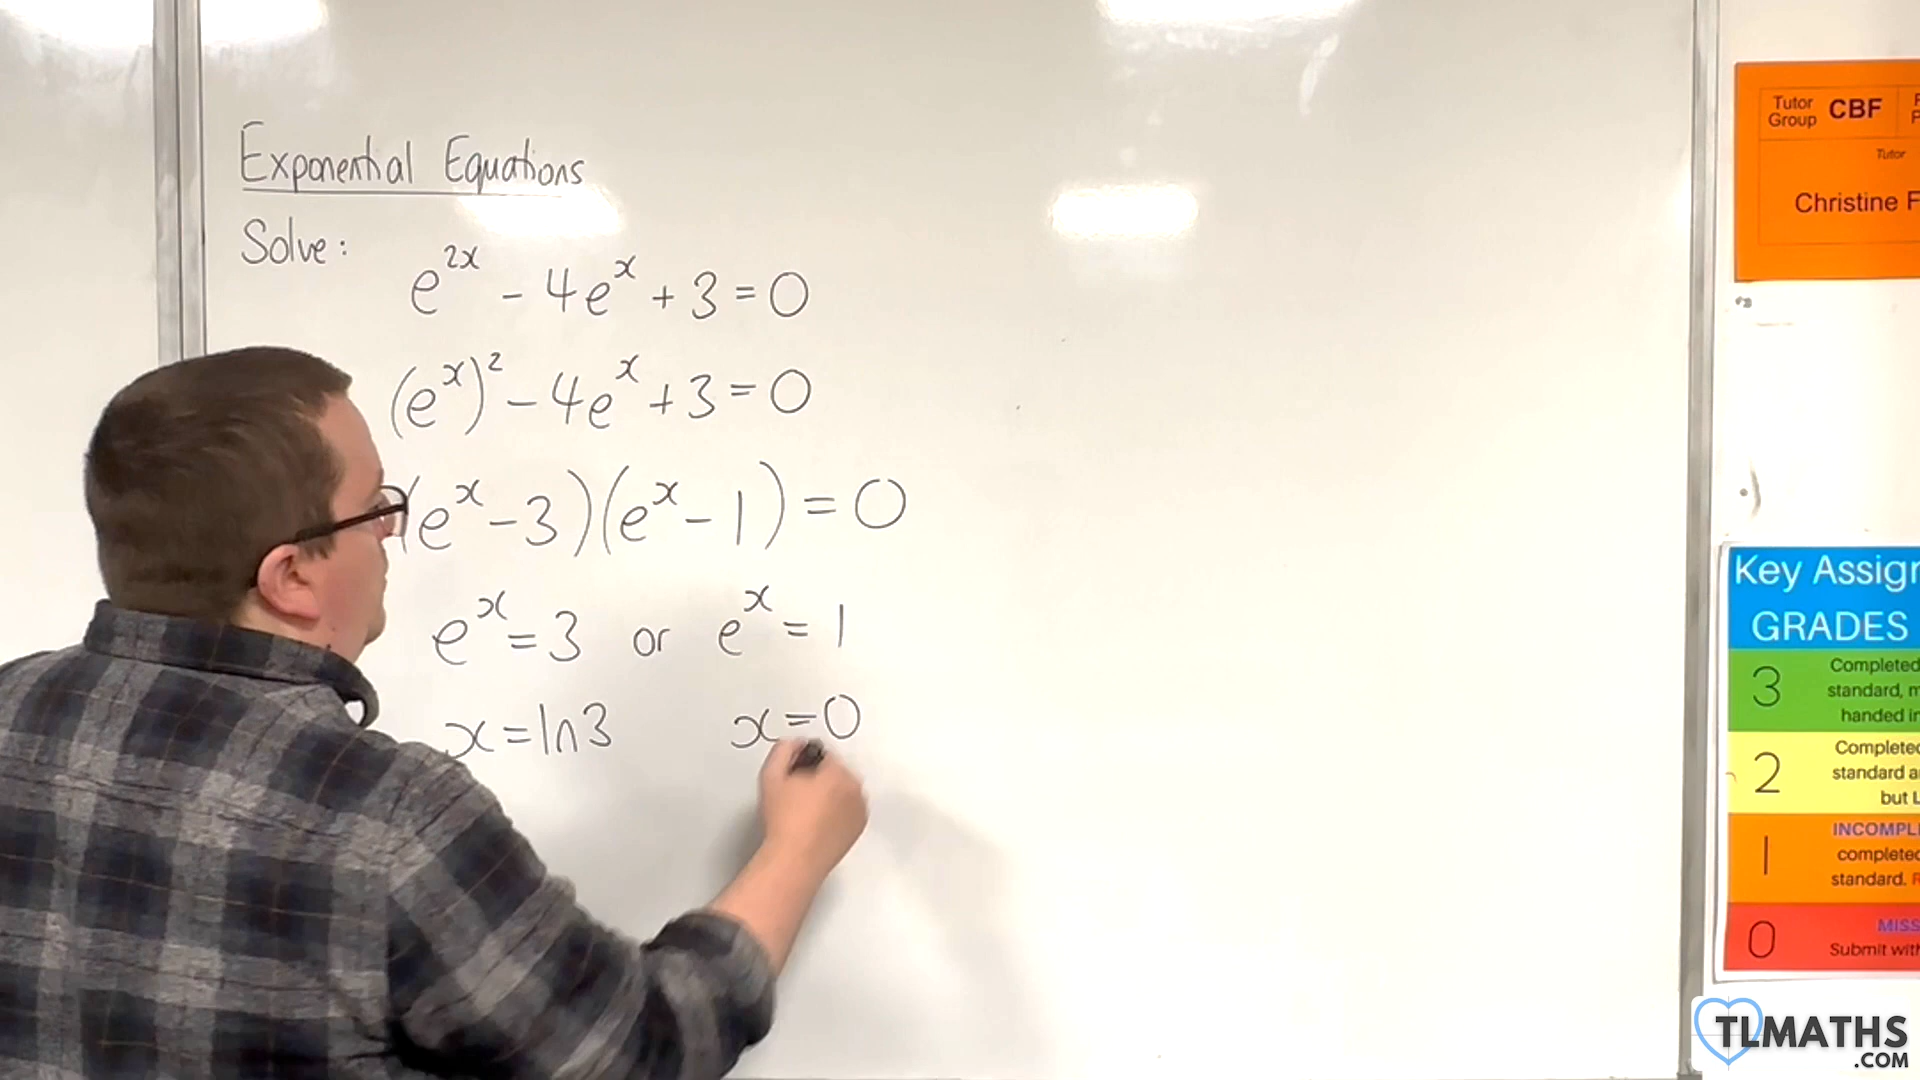 Exponential Equations
Solve:
e^{2x} - 4e^x + 3 = 0
(e^x)^2 - 4e^x + 3 = 0
(e^x - 3)(e^x - 1) = 0
e^x = 3 or e^x = 1
x = ln3 x = 0
Tutor Group CBF
Tutor
Christine F
Key Assig
GRADES
3 Completed
standard, m
handed in
2 Completed
standard a
but L
1 INCOMPL
completed
standard. R
0 MISS
Submit with
TLMATHS
.COM